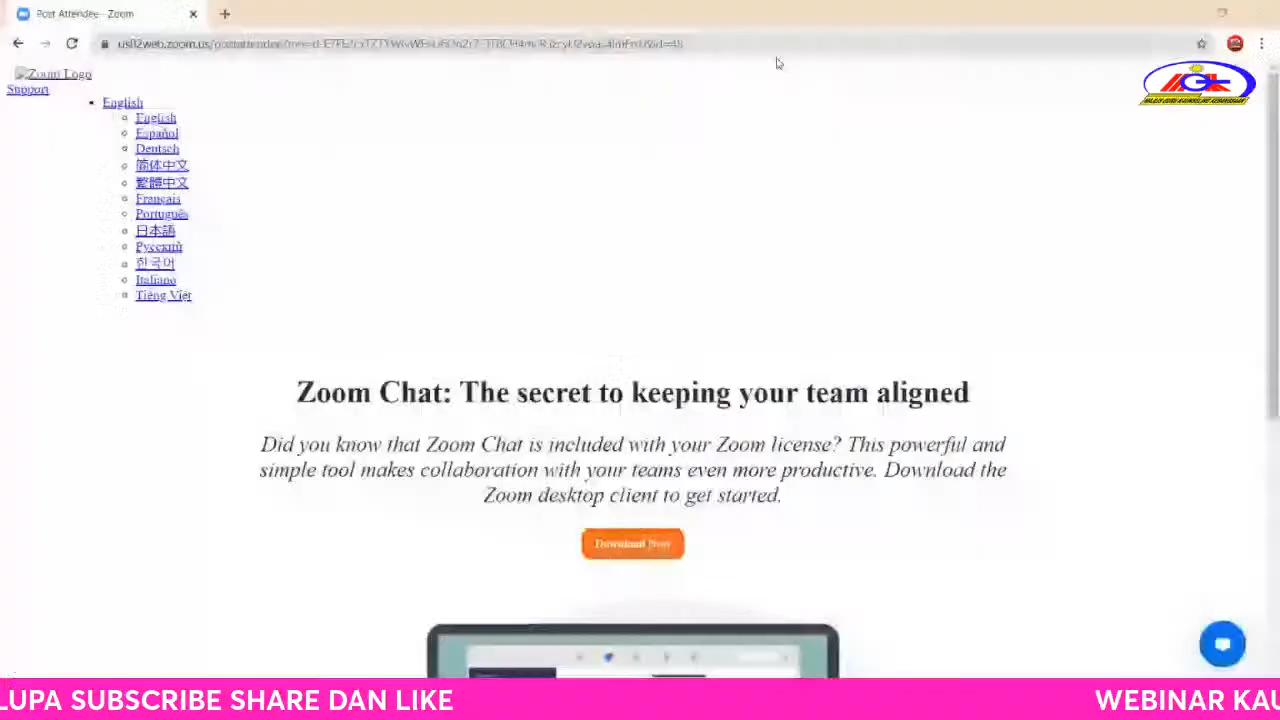 Post Attendee - Zoom
Zoom Logo
Support
English
English
Español
Deutsch
简体中文
繁體中文
Français
Português
日本語
Русский
한국어
Italiano
Tiếng Việt
Zoom Chat: The secret to keeping your team aligned
Did you know that Zoom Chat is included with your Zoom license? This powerful and
simple tool makes collaboration with your teams even more productive. Download the
Zoom desktop client to get started.
Download Now
LUPA SUBSCRIBE SHARE DAN LIKE
WEBINAR KAU